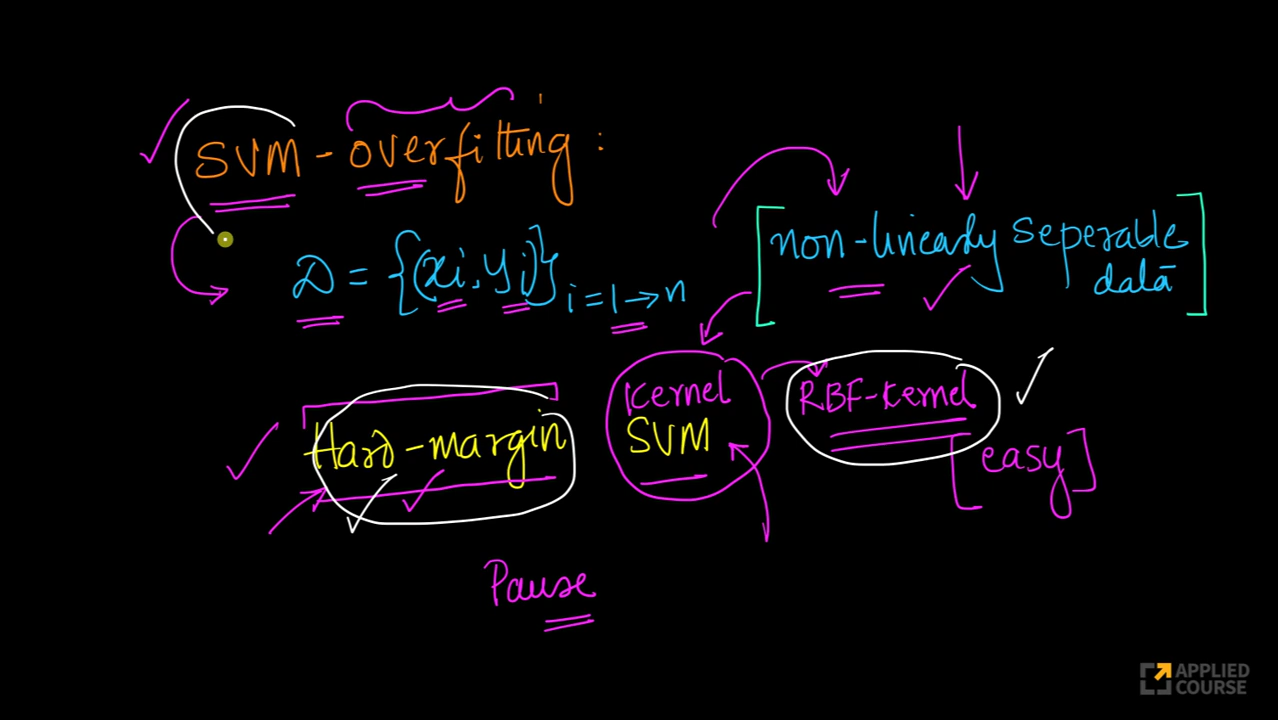 SVM - overfitting :
D = {(xi, yi)} i = 1 → n
[non-linearly seperable
data]
Hard-margin Kernel SVM
RBF-Kernel
[easy]
Pause
APPLIED
COURSE